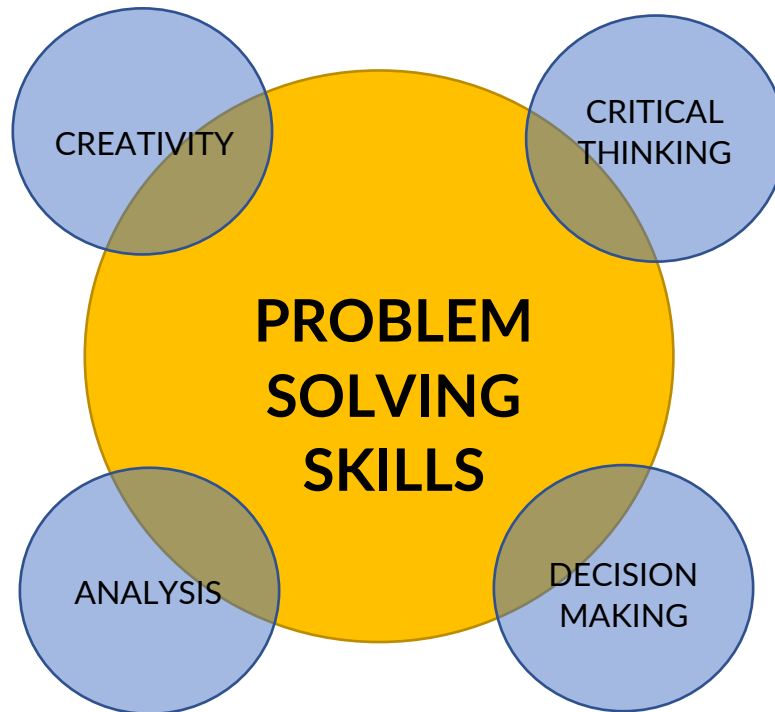 CREATIVITY
CRITICAL
THINKING
PROBLEM
SOLVING
SKILLS
ANALYSIS
DECISION
MAKING